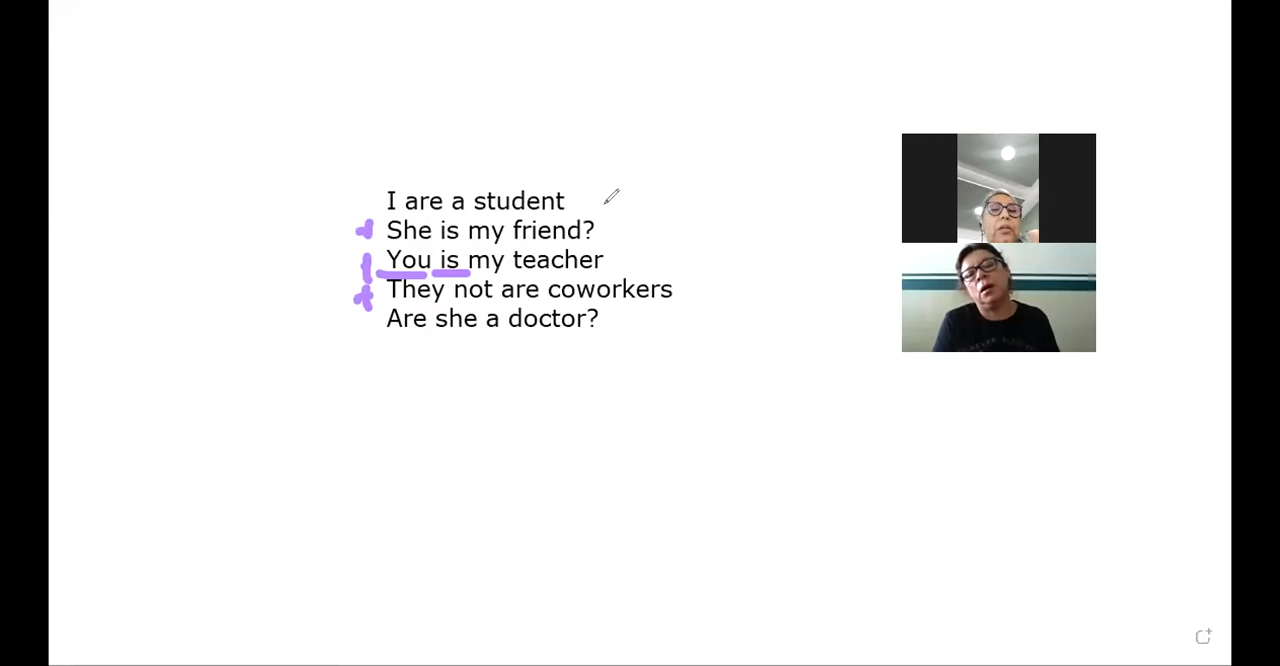 I are a student
She is my friend?
You is my teacher
They not are coworkers
Are she a doctor?